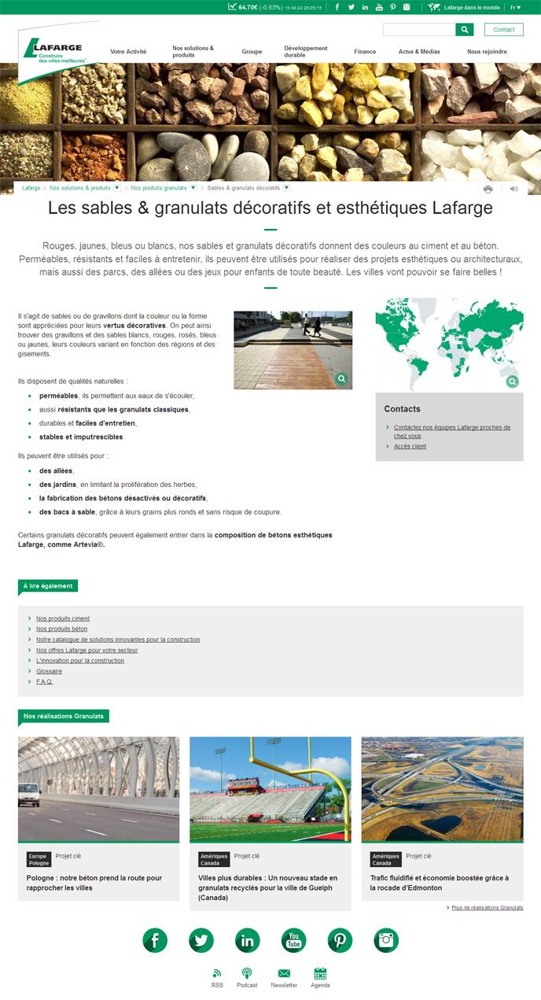 64,70€ (-0,83%) 15:49:24 25/05/15
Lafarge dans le monde
Fr
Contact
LAFARGE
Construire
des villes meilleures™
Votre Activité
Nos solutions &
produits
Groupe
Développement
durable
Finance
Actus & Médias
Nous rejoindre
Lafarge > Nos solutions & produits > Nos produits granulats > Sables & granulats décoratifs
Les sables & granulats décoratifs et esthétiques Lafarge
Rouges, jaunes, bleus ou blancs, nos sables et granulats décoratifs donnent des couleurs au ciment et au béton.
Perméables, résistants et faciles à entretenir, ils peuvent être utilisés pour réaliser des projets esthétiques ou architecturaux,
mais aussi des parcs, des allées ou des jeux pour enfants de toute beauté. Les villes vont pouvoir se faire belles !
Il s'agit de sables ou de gravillons dont la couleur ou la forme
sont appréciées pour leurs vertus décoratives. On peut ainsi
trouver des gravillons et des sables blancs, rouges, rosés, bleus
ou jaunes, leurs couleurs variant en fonction des régions et des
gisements.
Ils disposent de qualités naturelles :
• perméables, ils permettent aux eaux de s'écouler,
• aussi résistants que les granulats classiques,
• durables et faciles d'entretien,
• stables et imputrescibles.
Ils peuvent être utilisés pour :
• des allées,
• des jardins, en limitant la prolifération des herbes,
• la fabrication des bétons désactivés ou décoratifs,
• des bacs à sable, grâce à leurs grains plus ronds et sans risque de coupure.
Certains granulats décoratifs peuvent également entrer dans la composition de bétons esthétiques
Lafarge, comme Artevia©.
Contacts
Contactez nos équipes Lafarge proches de
chez vous
Accès client
À lire également
Nos produits ciment
Nos produits béton
Notre catalogue de solutions innovantes pour la construction
Nos offres Lafarge pour votre secteur
L'innovation pour la construction
Glossaire
F.A.Q.
Nos réalisations Granulats
Europe
Pologne
Projet clé
Pologne : notre béton prend la route pour
rapprocher les villes
Amériques
Canada
Projet clé
Villes plus durables : Un nouveau stade en
granulats recyclés pour la ville de Guelph
(Canada)
Amériques
Canada
Projet clé
Trafic fluidifié et économie boostée grâce à
la rocade d'Edmonton
Plus de réalisations Granulats
You
Tube
RSS
Podcast
Newsletter
Agenda